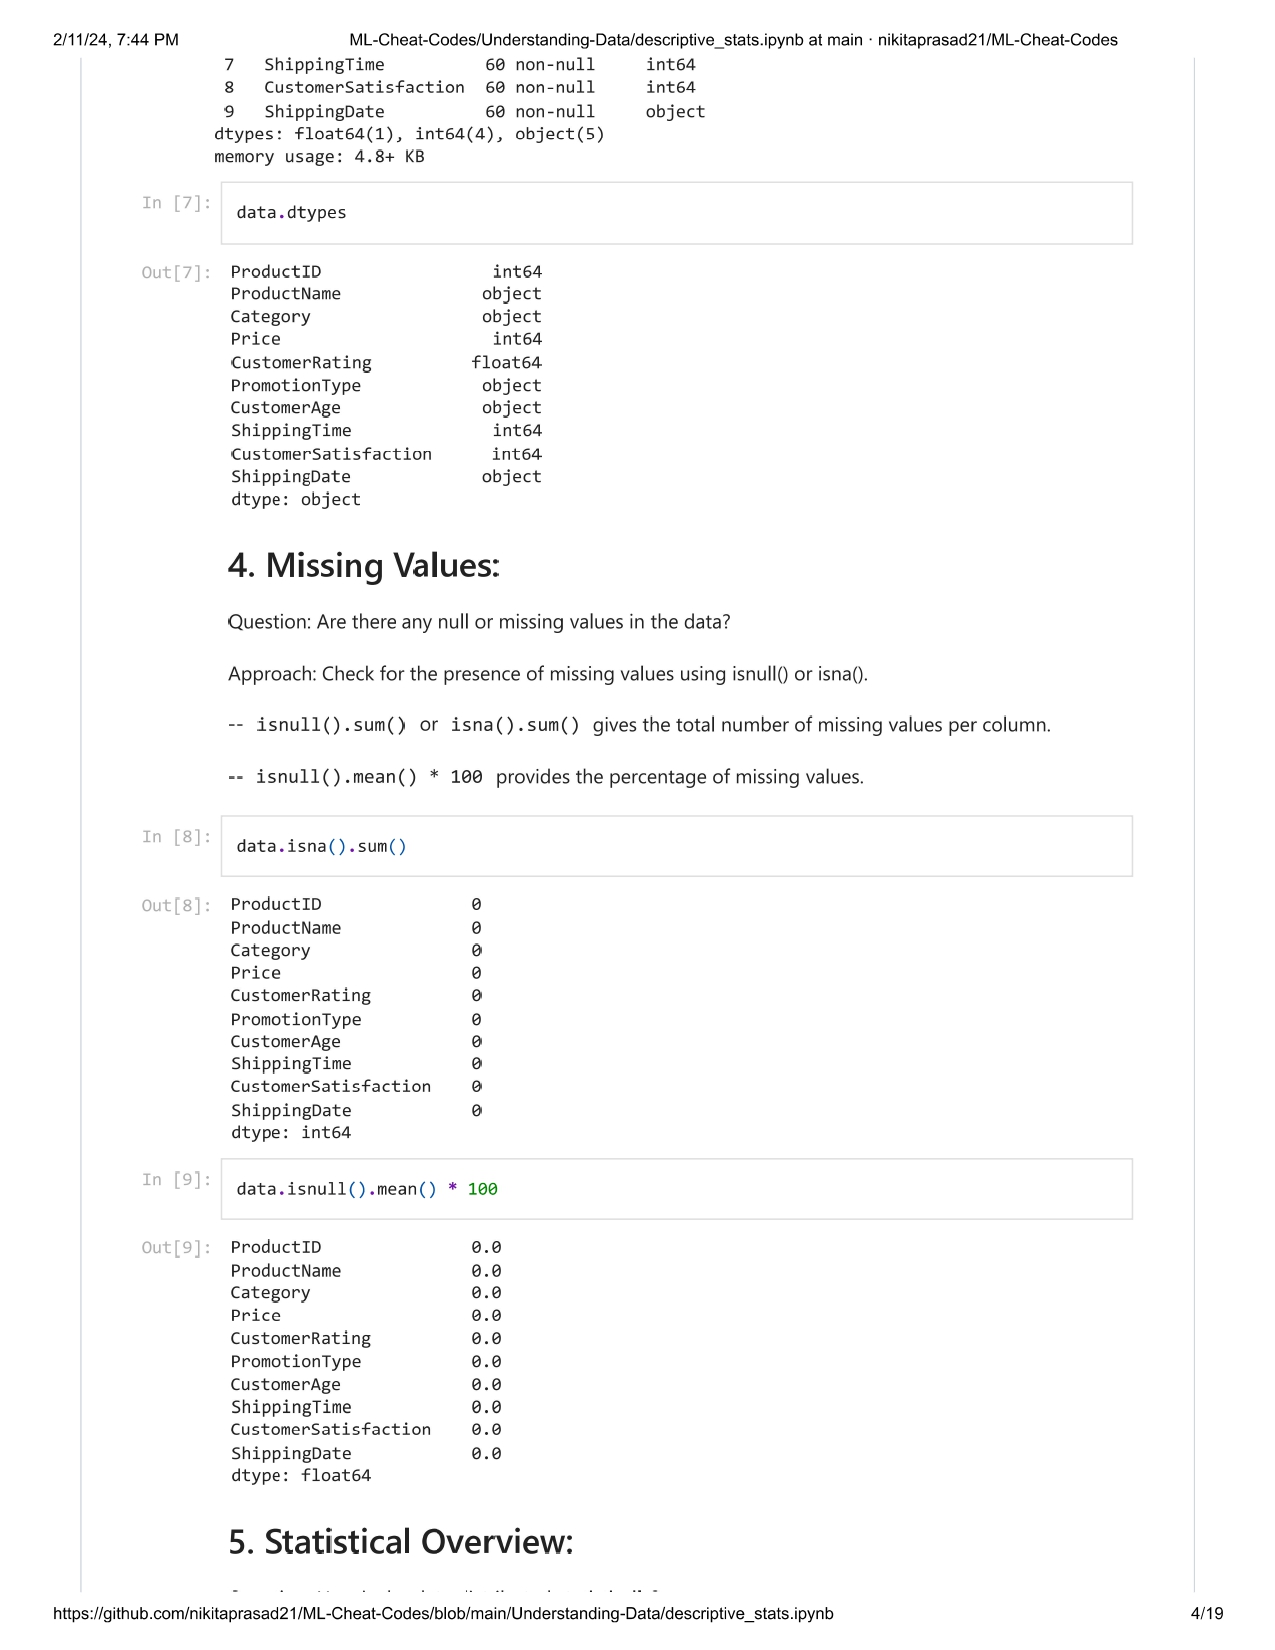 2/11/24, 7:44 PM ML-Cheat-Codes/Understanding-Data/descriptive_stats.ipynb at main · nikitaprasad21/ML-Cheat-Codes
7 ShippingTime 60 non-null int64
8 CustomerSatisfaction 60 non-null int64
9 ShippingDate 60 non-null object
dtypes: float64(1), int64(4), object(5)
memory usage: 4.8+ KB
In [7]: data.dtypes
Out[7]: ProductID int64
ProductName object
Category object
Price int64
CustomerRating float64
PromotionType object
CustomerAge object
ShippingTime int64
CustomerSatisfaction int64
ShippingDate object
dtype: object
4. Missing Values:
Question: Are there any null or missing values in the data?
Approach: Check for the presence of missing values using isnull() or isna().
-- isnull().sum() or isna().sum() gives the total number of missing values per column.
-- isnull().mean() * 100 provides the percentage of missing values.
In [8]: data.isna().sum()
Out[8]: ProductID 0
ProductName 0
Category 0
Price 0
CustomerRating 0
PromotionType 0
CustomerAge 0
ShippingTime 0
CustomerSatisfaction 0
ShippingDate 0
dtype: int64
In [9]: data.isnull().mean() * 100
Out[9]: ProductID 0.0
ProductName 0.0
Category 0.0
Price 0.0
CustomerRating 0.0
PromotionType 0.0
CustomerAge 0.0
ShippingTime 0.0
CustomerSatisfaction 0.0
ShippingDate 0.0
dtype: float64
5. Statistical Overview:
https://github.com/nikitaprasad21/ML-Cheat-Codes/blob/main/Understanding-Data/descriptive_stats.ipynb 4/19